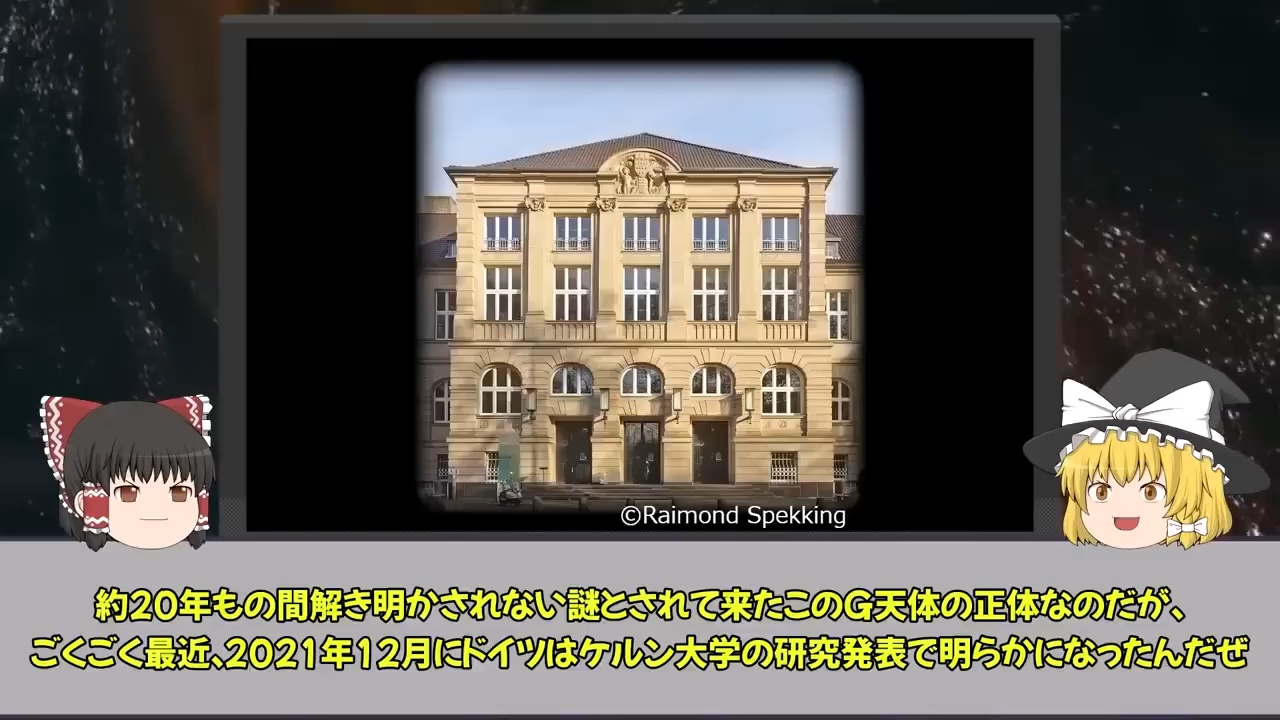 ©Raimond Spekking
約20年もの間解き明かされない謎とされて来たこのG天体の正体なのだが、
ごくごく最近、2021年12月にドイツはケルン大学の研究発表で明らかになったんだぜ